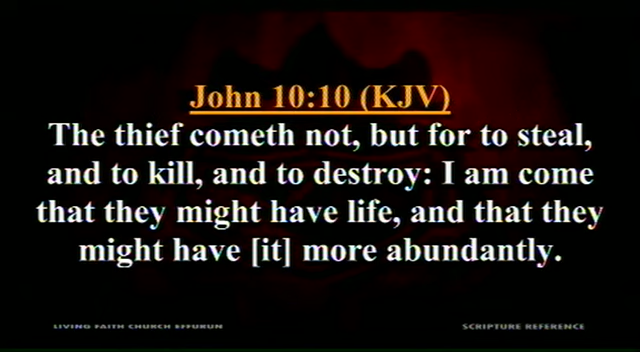 John 10:10 (KJV)
The thief cometh not, but for to steal,
and to kill, and to destroy: I am come
that they might have life, and that they
might have [it] more abundantly.
LIVING FAITH CHURCH EFFURUN
SCRIPTURE REFERENCE